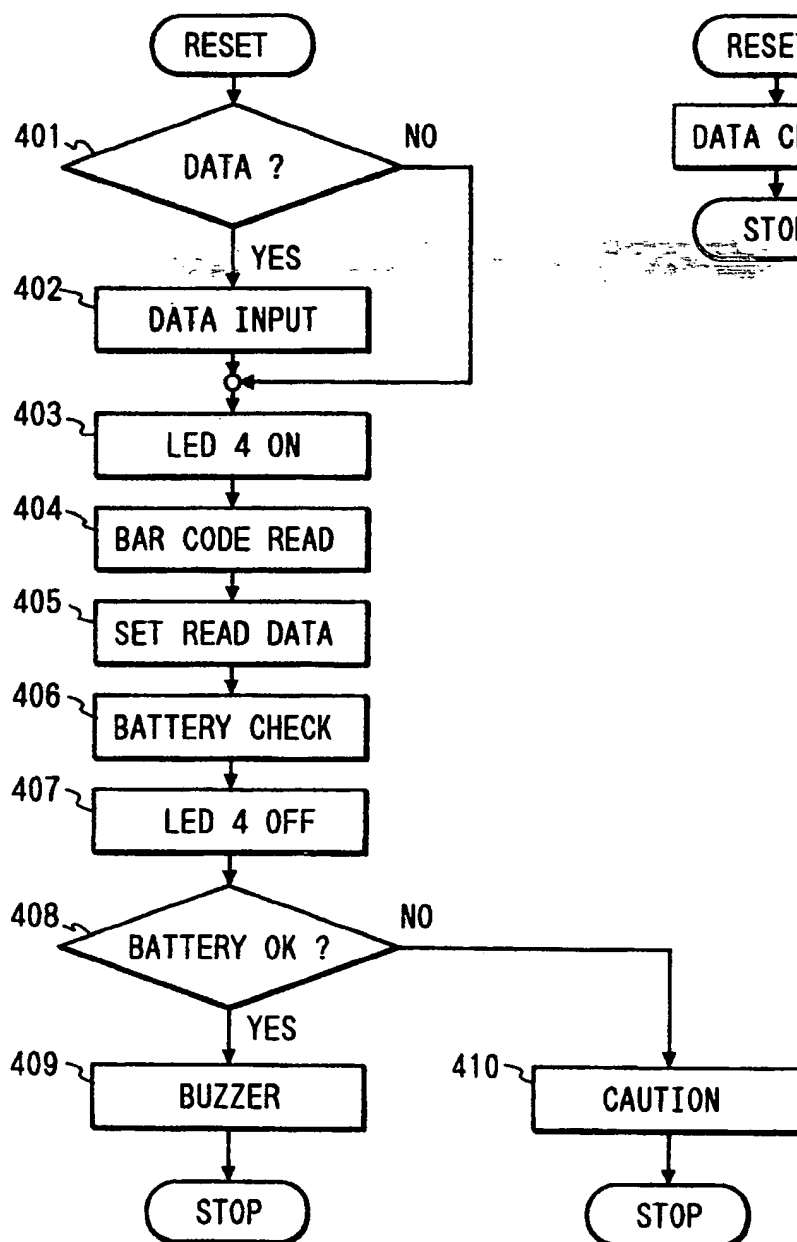 RESET
401
DATA ?
NO
YES
402
DATA INPUT
403
LED 4 ON
404
BAR CODE READ
405
SET READ DATA
406
BATTERY CHECK
407
LED 4 OFF
408
BATTERY OK ?
NO
YES
409
BUZZER
STOP
410
CAUTION
STOP
RESET
DATA C
STOP